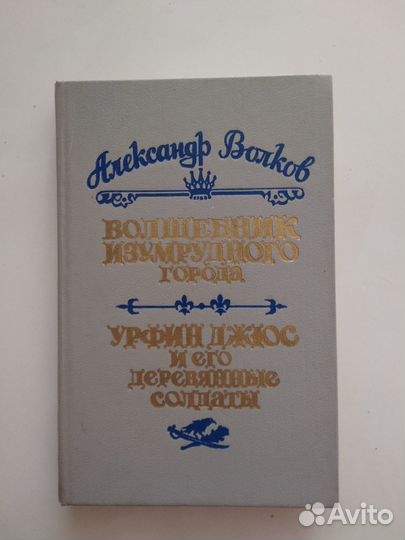 Александр Волков
ВОЛШЕБНИК
ИЗУМРУДНОГО
ГОРОДА
УРФИН ДЖЮС
И ЕГО
ДЕРЕВЯННЫЕ
СОЛДАТЫ
Avito